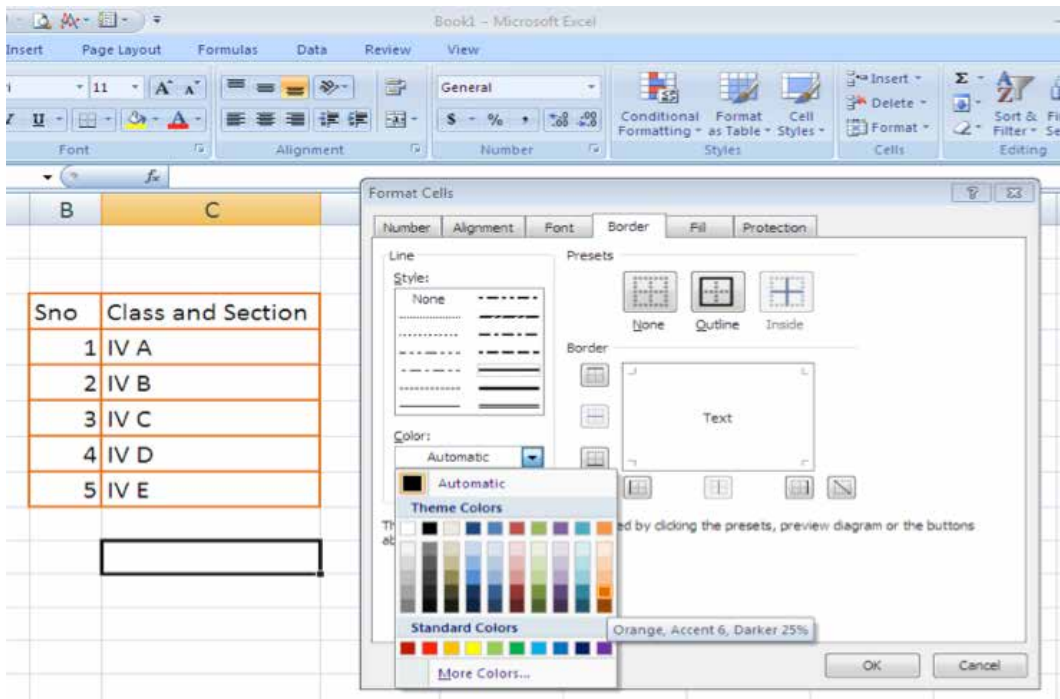 Book1 - Microsoft Excel
Insert Page Layout Formulas Data Review View
11 A A General Conditional Formatting Format as Table Cell Styles Insert Delete Format Σ Sort & Filter
U A $ % , .0 .00 .00 .0
Font Alignment Number Styles Cells Editing
fx
B C
Sno Class and Section
1 IV A
2 IV B
3 IV C
4 IV D
5 IV E
Format Cells
Number Alignment Font Border Fill Protection
Line
Style:
None
Presets
None Outline Inside
Border
Text
Color:
Automatic
Automatic
Theme Colors
ed by clicking the presets, preview diagram or the buttons
Standard Colors
Orange, Accent 6, Darker 25%
More Colors...
OK Cancel